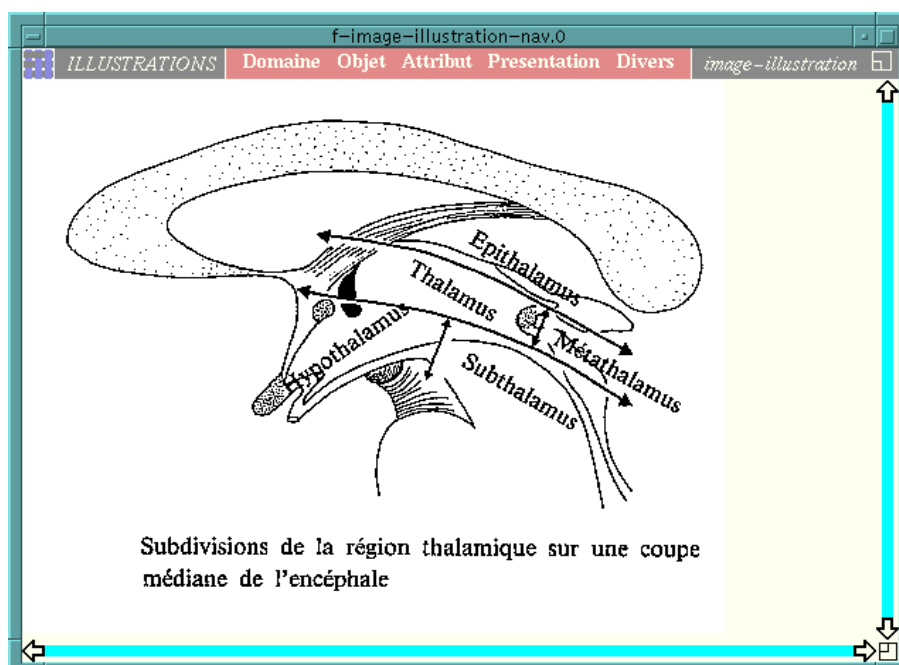 f-image-illustration-nav.0
ILLUSTRATIONS Domaine Objet Attribut Presentation Divers image-illustration
Epithalamus
Thalamus
Métathalamus
Hypothalamus
Subthalamus
Subdivisions de la région thalamique sur une coupe
médiane de l'encéphale